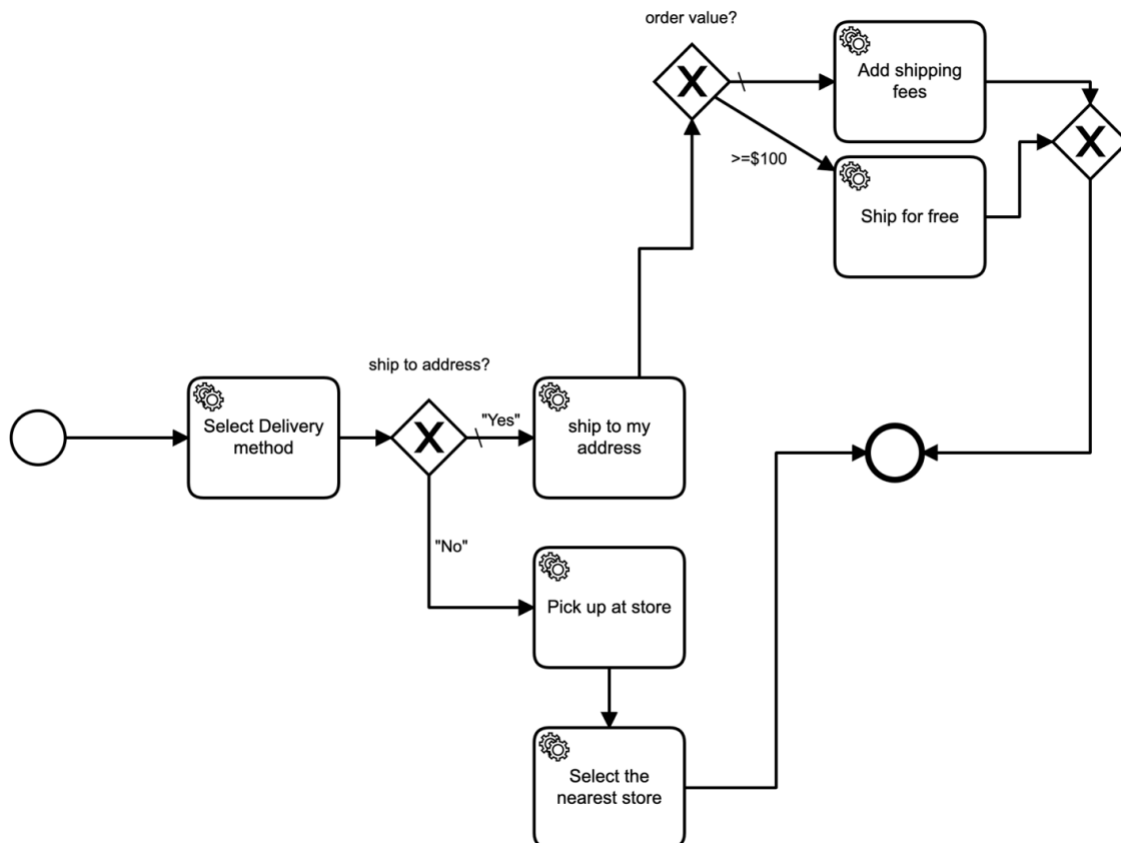 order value?
Add shipping
fees
>=$100
Ship for free
ship to address?
Select Delivery
method
"Yes"
ship to my
address
"No"
Pick up at store
Select the
nearest store